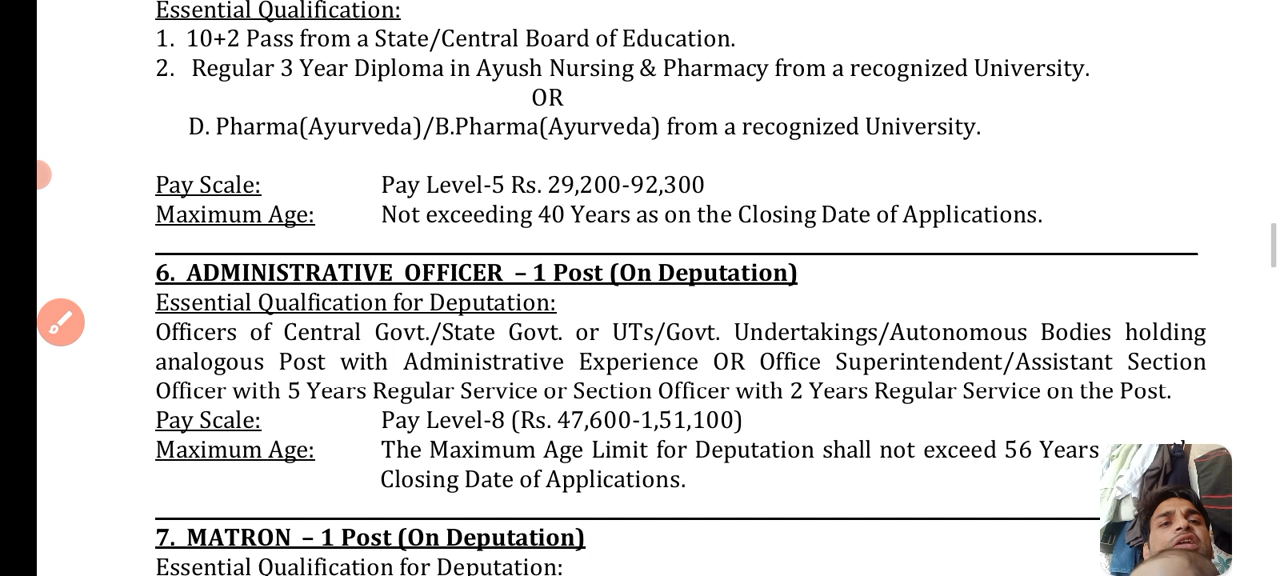 Essential Qualification:
1. 10+2 Pass from a State/Central Board of Education.
2. Regular 3 Year Diploma in Ayush Nursing & Pharmacy from a recognized University.
OR
D. Pharma(Ayurveda)/B.Pharma(Ayurveda) from a recognized University.
Pay Scale: Pay Level-5 Rs. 29,200-92,300
Maximum Age: Not exceeding 40 Years as on the Closing Date of Applications.
6. ADMINISTRATIVE OFFICER – 1 Post (On Deputation)
Essential Qualfication for Deputation:
Officers of Central Govt./State Govt. or UTs/Govt. Undertakings/Autonomous Bodies holding
analogous Post with Administrative Experience OR Office Superintendent/Assistant Section
Officer with 5 Years Regular Service or Section Officer with 2 Years Regular Service on the Post.
Pay Scale: Pay Level-8 (Rs. 47,600-1,51,100)
Maximum Age: The Maximum Age Limit for Deputation shall not exceed 56 Years
Closing Date of Applications.
7. MATRON – 1 Post (On Deputation)
Essential Qualification for Deputation: